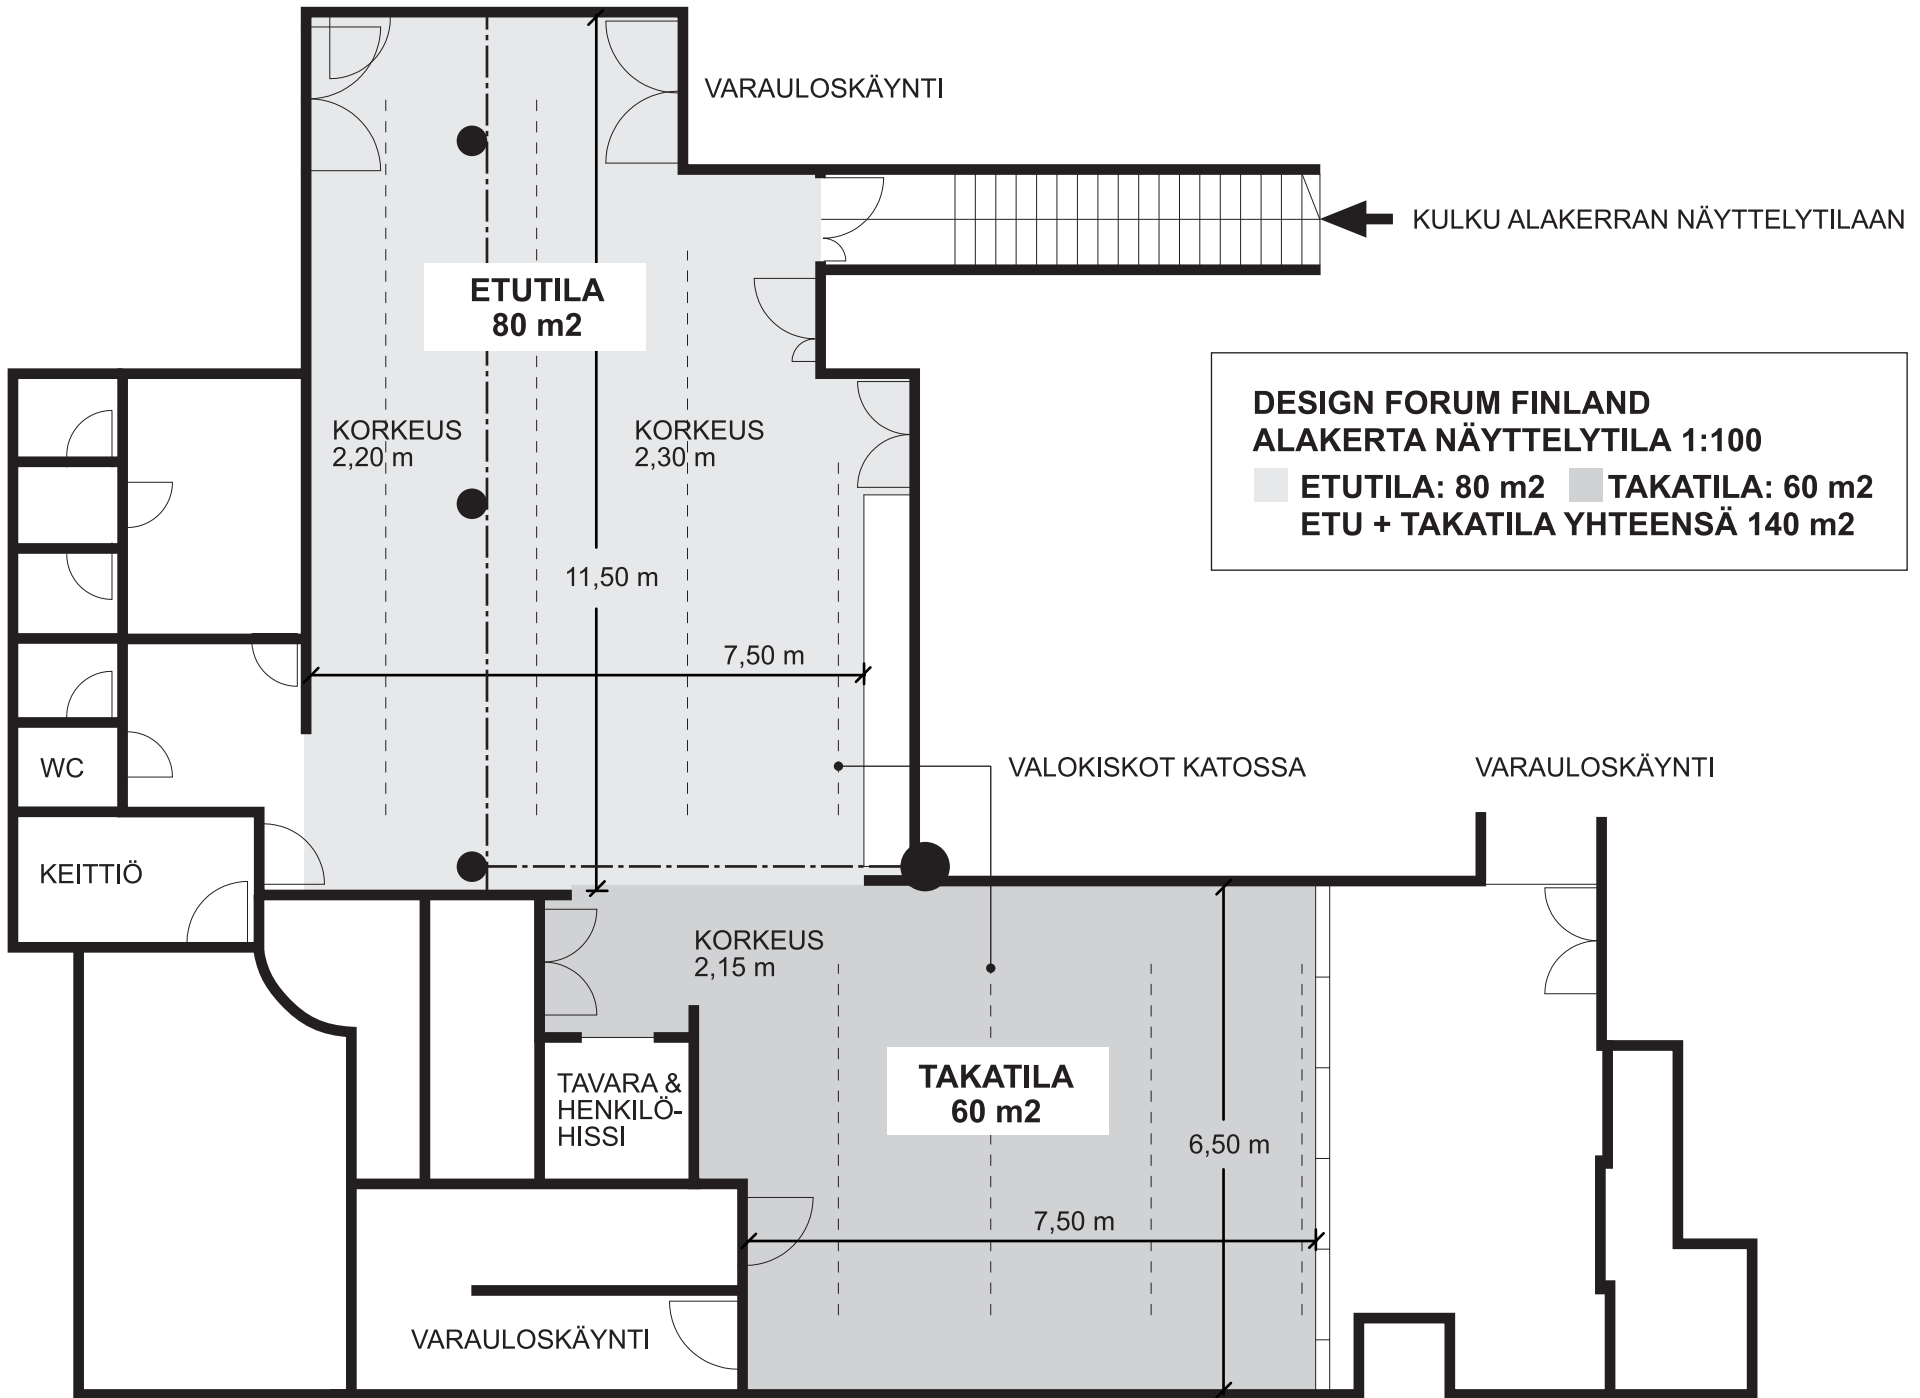 VARAULOSKÄYNTI
KULKU ALAKERRAN NÄYTTELYTILAAN
ETUTILA
80 m2
DESIGN FORUM FINLAND
ALAKERTA NÄYTTELYTILA 1:100
ETUTILA: 80 m2 TAKATILA: 60 m2
ETU + TAKATILA YHTEENSÄ 140 m2
KORKEUS
2,20 m
KORKEUS
2,30 m
11,50 m
7,50 m
WC
VALOKISKOT KATOSSA
VARAULOSKÄYNTI
KEITTIÖ
KORKEUS
2,15 m
TAVARA &
HENKILÖ-
HISSI
TAKATILA
60 m2
6,50 m
7,50 m
VARAULOSKÄYNTI